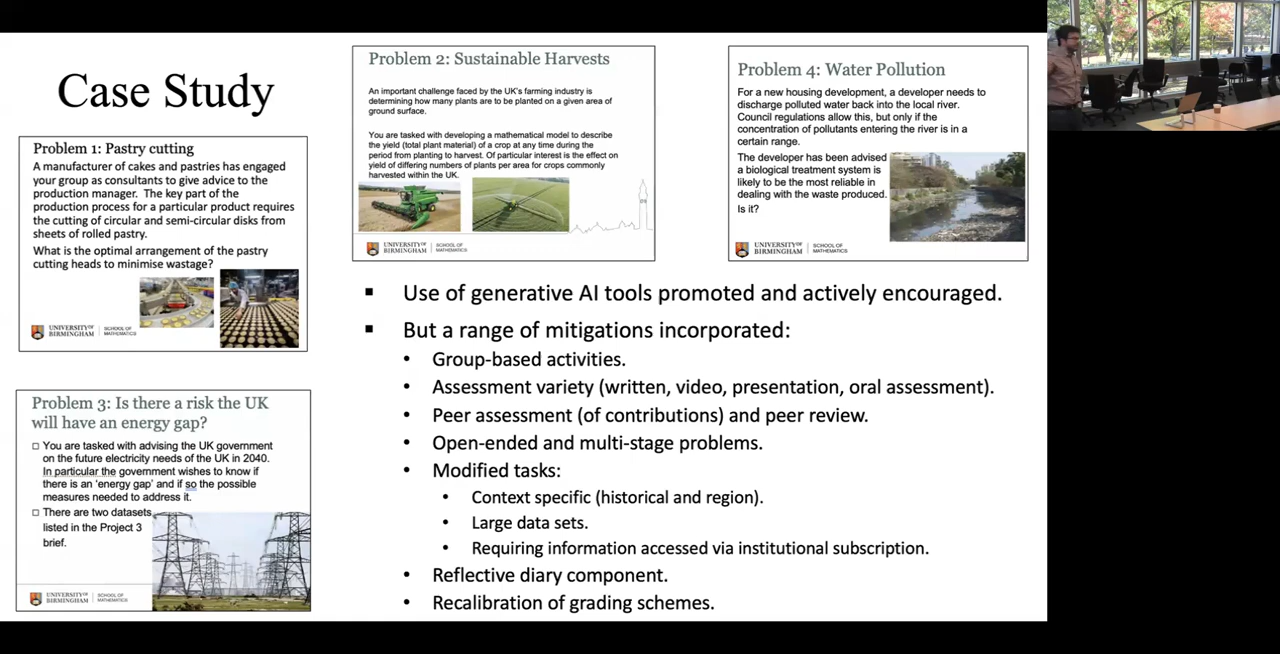 Case Study
Problem 1: Pastry cutting
A manufacturer of cakes and pastries has engaged
your group as consultants to give advice to the
production manager. The key part of the
production process for a particular product requires
the cutting of circular and semi-circular disks from
sheets of rolled pastry.
What is the optimal arrangement of the pastry
cutting heads to minimise wastage?
UNIVERSITY OF
BIRMINGHAM
SCHOOL OF
MATHEMATICS
Problem 2: Sustainable Harvests
An important challenge faced by the UK's farming industry is
determining how many plants are to be planted on a given area of
ground surface.
You are tasked with developing a mathematical model to describe
the yield (total plant material) of a crop at any time during the
period from planting to harvest. Of particular interest is the effect on
yield of differing numbers of plants per area for crops commonly
harvested within the UK.
UNIVERSITY OF
BIRMINGHAM
SCHOOL OF
MATHEMATICS
Problem 4: Water Pollution
For a new housing development, a developer needs to
discharge polluted water back into the local river.
Council regulations allow this, but only if the
concentration of pollutants entering the river is in a
certain range.
The developer has been advised
a biological treatment system is
likely to be the most reliable in
dealing with the waste produced.
Is it?
UNIVERSITY OF
BIRMINGHAM
SCHOOL OF
MATHEMATICS
Problem 3: Is there a risk the UK
will have an energy gap?
□ You are tasked with advising the UK government
on the future electricity needs of the UK in 2040.
In particular the government wishes to know if
there is an 'energy gap' and if so the possible
measures needed to address it.
□ There are two datasets
listed in the Project 3
brief.
UNIVERSITY OF
BIRMINGHAM
SCHOOL OF
MATHEMATICS
▪ Use of generative AI tools promoted and actively encouraged.
▪ But a range of mitigations incorporated:
• Group-based activities.
• Assessment variety (written, video, presentation, oral assessment).
• Peer assessment (of contributions) and peer review.
• Open-ended and multi-stage problems.
• Modified tasks:
• Context specific (historical and region).
• Large data sets.
• Requiring information accessed via institutional subscription.
• Reflective diary component.
• Recalibration of grading schemes.